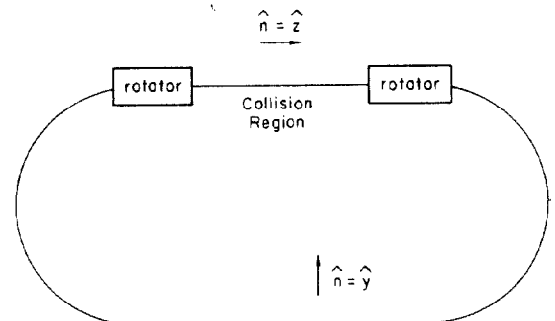 n̂ = ẑ
rotator
rotator
Collision
Region
n̂ = ŷ